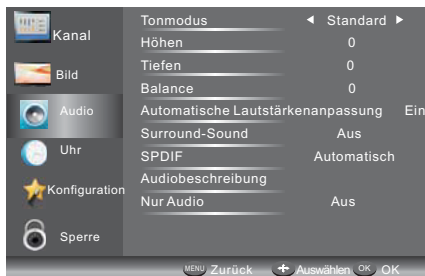 Kanal
Bild
Audio
Uhr
Konfiguration
Sperre
Tonmodus Standard
Höhen 0
Tiefen 0
Balance 0
Automatische Lautstärkenanpassung Ein
Surround-Sound Aus
SPDIF Automatisch
Audiobeschreibung
Nur Audio Aus
MENU Zurück Auswählen OK OK